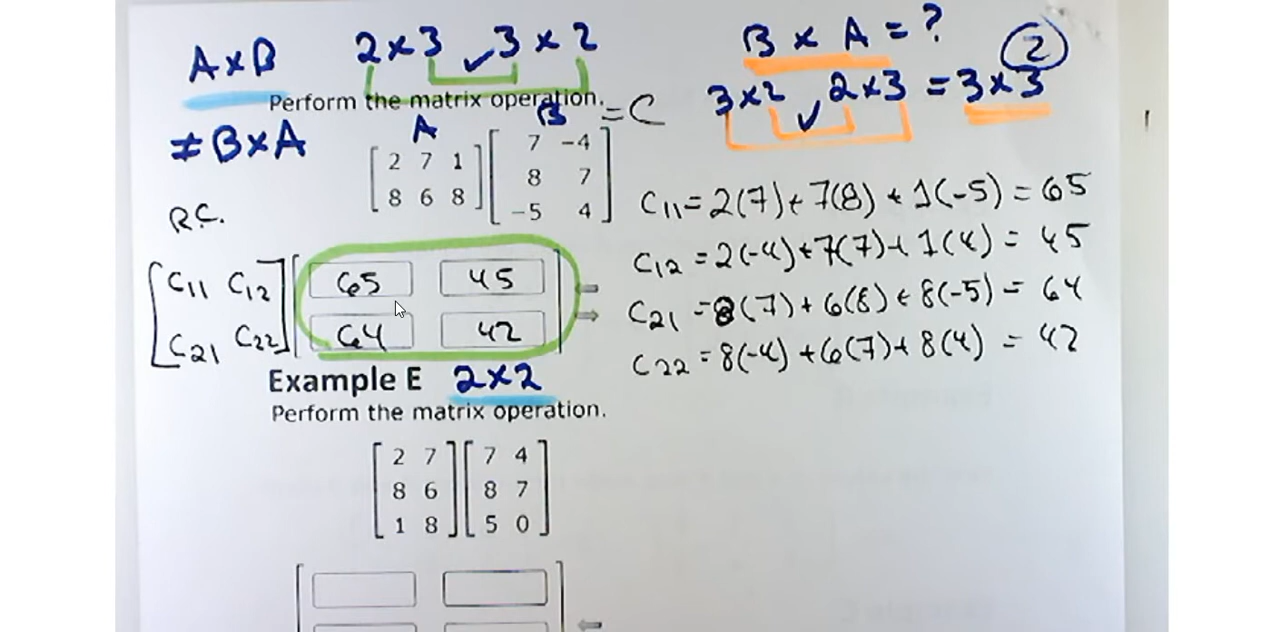 A×B 2×3 ✓ 3×2 B × A = ? ②
Perform the matrix operation. 3×2 ✓ 2×3 = 3×3
≠ B×A A B = C
[2 7 1] [7 -4]
[8 6 8] [8 7]
[-5 4]
R.C.
C11 = 2(7) + 7(8) + 1(-5) = 65
C12 = 2(-4) + 7(7) + 1(4) = 45
C21 = 8(7) + 6(8) + 8(-5) = 64
C22 = 8(-4) + 6(7) + 8(4) = 42
[C11 C12] [65 45]
[C21 C22] [64 42]
Example E 2×2
Perform the matrix operation.
[2 7] [7 4]
[8 6] [8 7]
[1 8] [5 0]